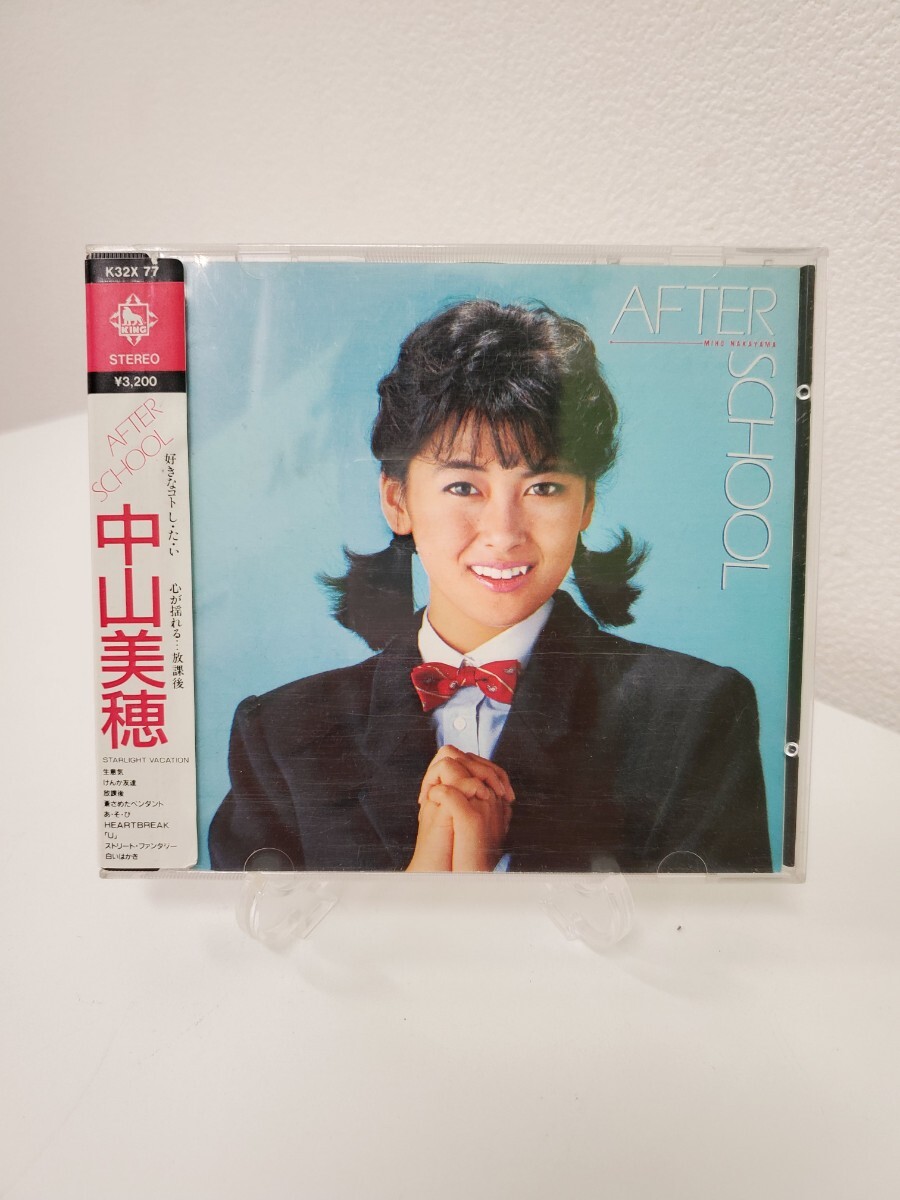 K32X 77
KING
STEREO
¥3,200
AFTER
SCHOOL
好きなコト し・た・い
心が揺れる…放課後
中山美穂
STARLIGHT VACATION
生意気
けんか友達
放課後
蒼ざめたペンダント
あ・そ・び
HEARTBREAK
「U」
ストリート・ファンタジー
白いはがき
AFTER
MIHO NAKAYAMA
SCHOOL